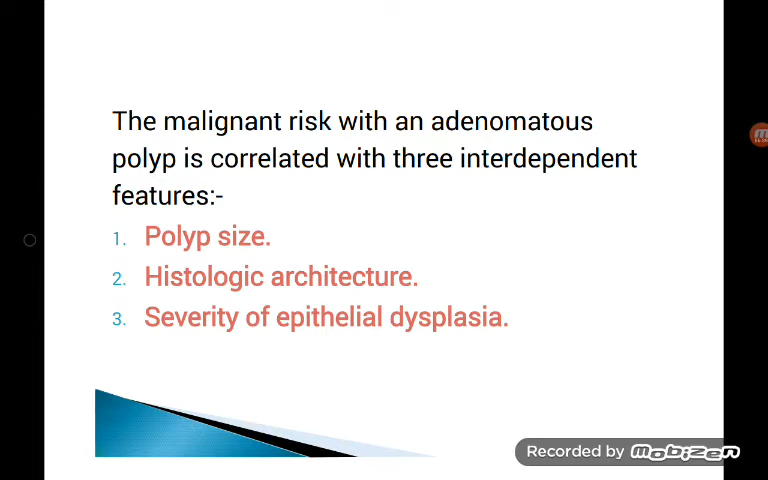 The malignant risk with an adenomatous
polyp is correlated with three interdependent
features:-
1. Polyp size.
2. Histologic architecture.
3. Severity of epithelial dysplasia.
Recorded by mobizen